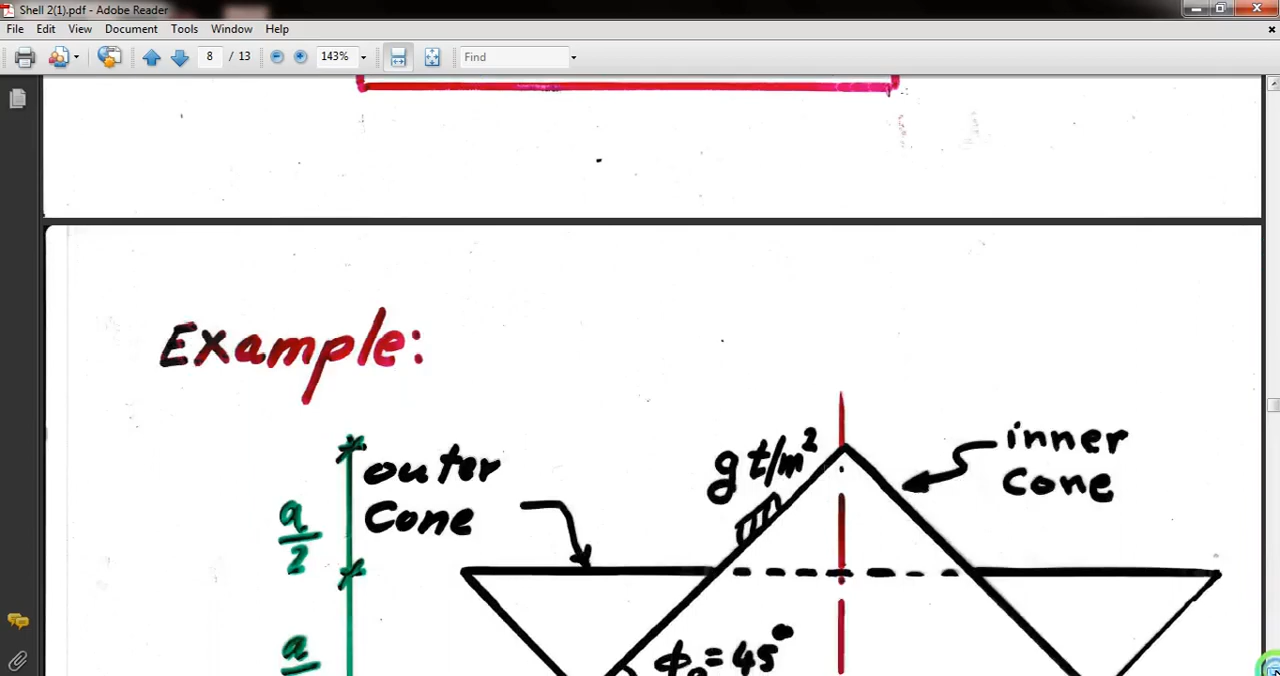 Shell 2(1).pdf - Adobe Reader
File Edit View Document Tools Window Help
8 / 13 143% Find
Example:
outer
cone
g t/m²
inner
cone
a
2
a
ϕ₀ = 45°